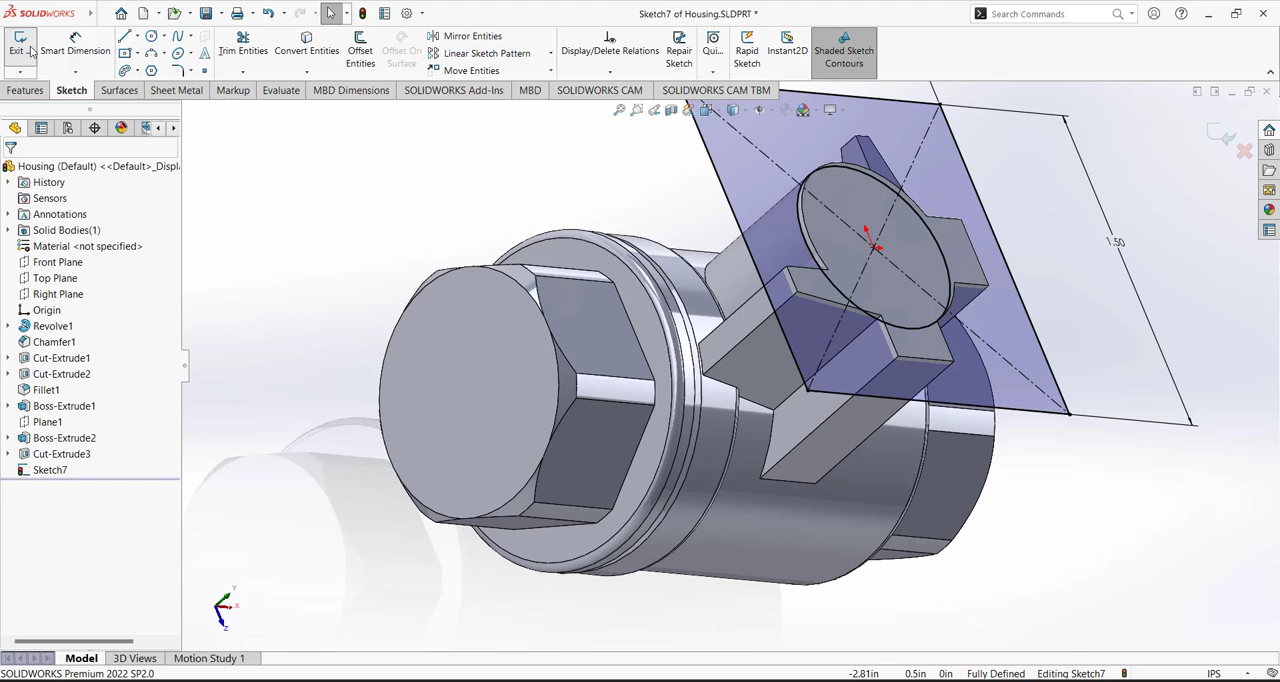 SOLIDWORKS
Sketch7 of Housing.SLDPRT *
Search Commands
Exit
Smart Dimension
Trim Entities
Convert Entities
Offset Entities
Offset On Surface
Mirror Entities
Linear Sketch Pattern
Move Entities
Display/Delete Relations
Repair Sketch
Qui...
Rapid Sketch
Instant2D
Shaded Sketch Contours
Features
Sketch
Surfaces
Sheet Metal
Markup
Evaluate
MBD Dimensions
SOLIDWORKS Add-Ins
MBD
SOLIDWORKS CAM
SOLIDWORKS CAM TBM
Housing (Default) <<Default>_Displ
History
Sensors
Annotations
Solid Bodies(1)
Material <not specified>
Front Plane
Top Plane
Right Plane
Origin
Revolve1
Chamfer1
Cut-Extrude1
Cut-Extrude2
Fillet1
Boss-Extrude1
Plane1
Boss-Extrude2
Cut-Extrude3
Sketch7
1.50
Y
X
Z
Model
3D Views
Motion Study 1
SOLIDWORKS Premium 2022 SP2.0
-2.81in
0.5in
0in
Fully Defined
Editing Sketch7
IPS